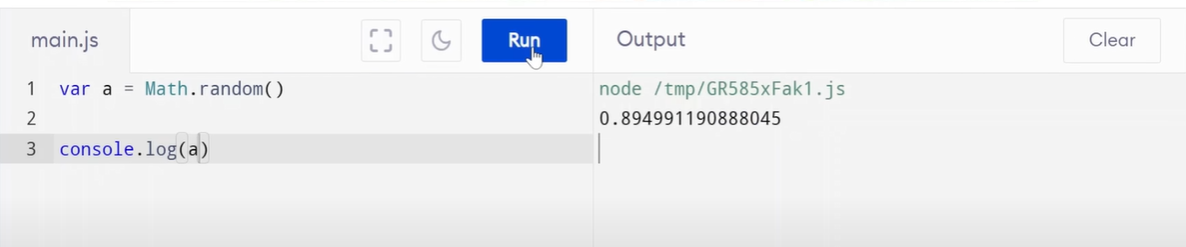 main.js
Run
Output
Clear
1 var a = Math.random()
2
3 console.log(a)
node /tmp/GR585xFak1.js
0.894991190888045